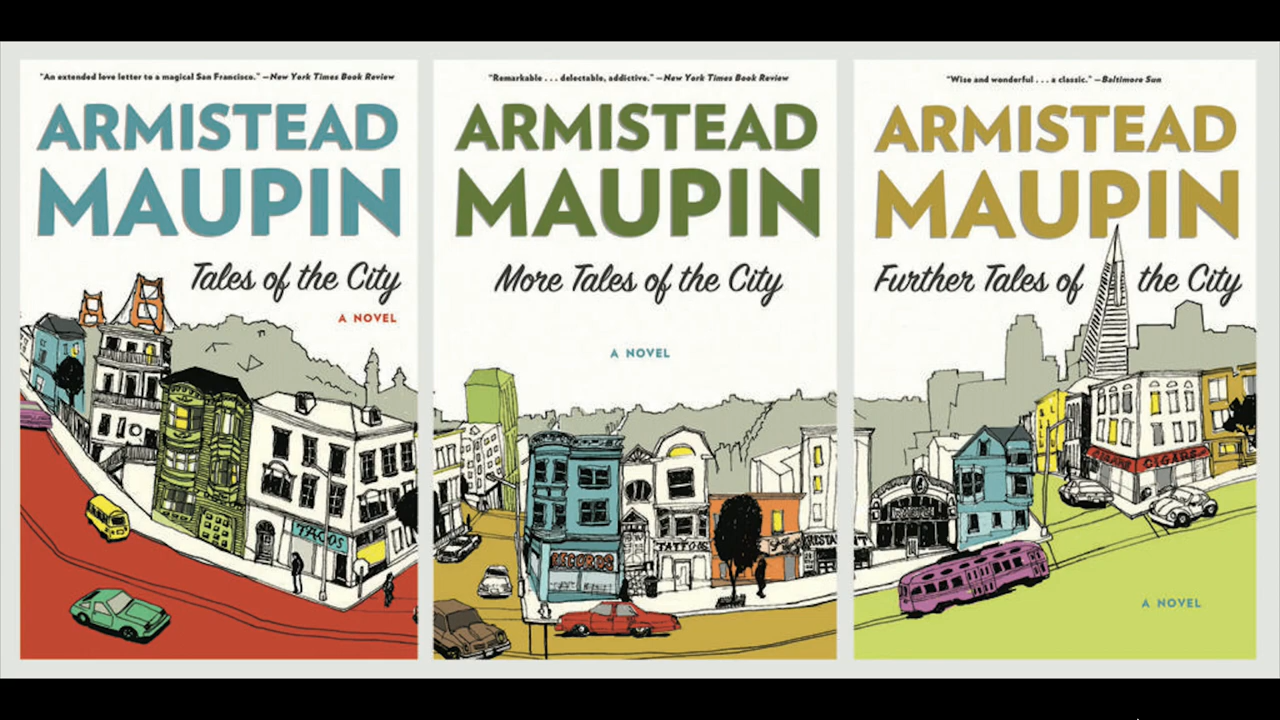 "An extended love letter to a magical San Francisco." —New York Times Book Review
ARMISTEAD
MAUPIN
Tales of the City
A NOVEL
TACOS
"Remarkable . . . delectable, addictive." —New York Times Book Review
ARMISTEAD
MAUPIN
More Tales of the City
A NOVEL
RECORDS
TATTOOS
RESTAURANT
"Wise and wonderful . . . a classic." —Baltimore Sun
ARMISTEAD
MAUPIN
Further Tales of the City
CIGARS
A NOVEL